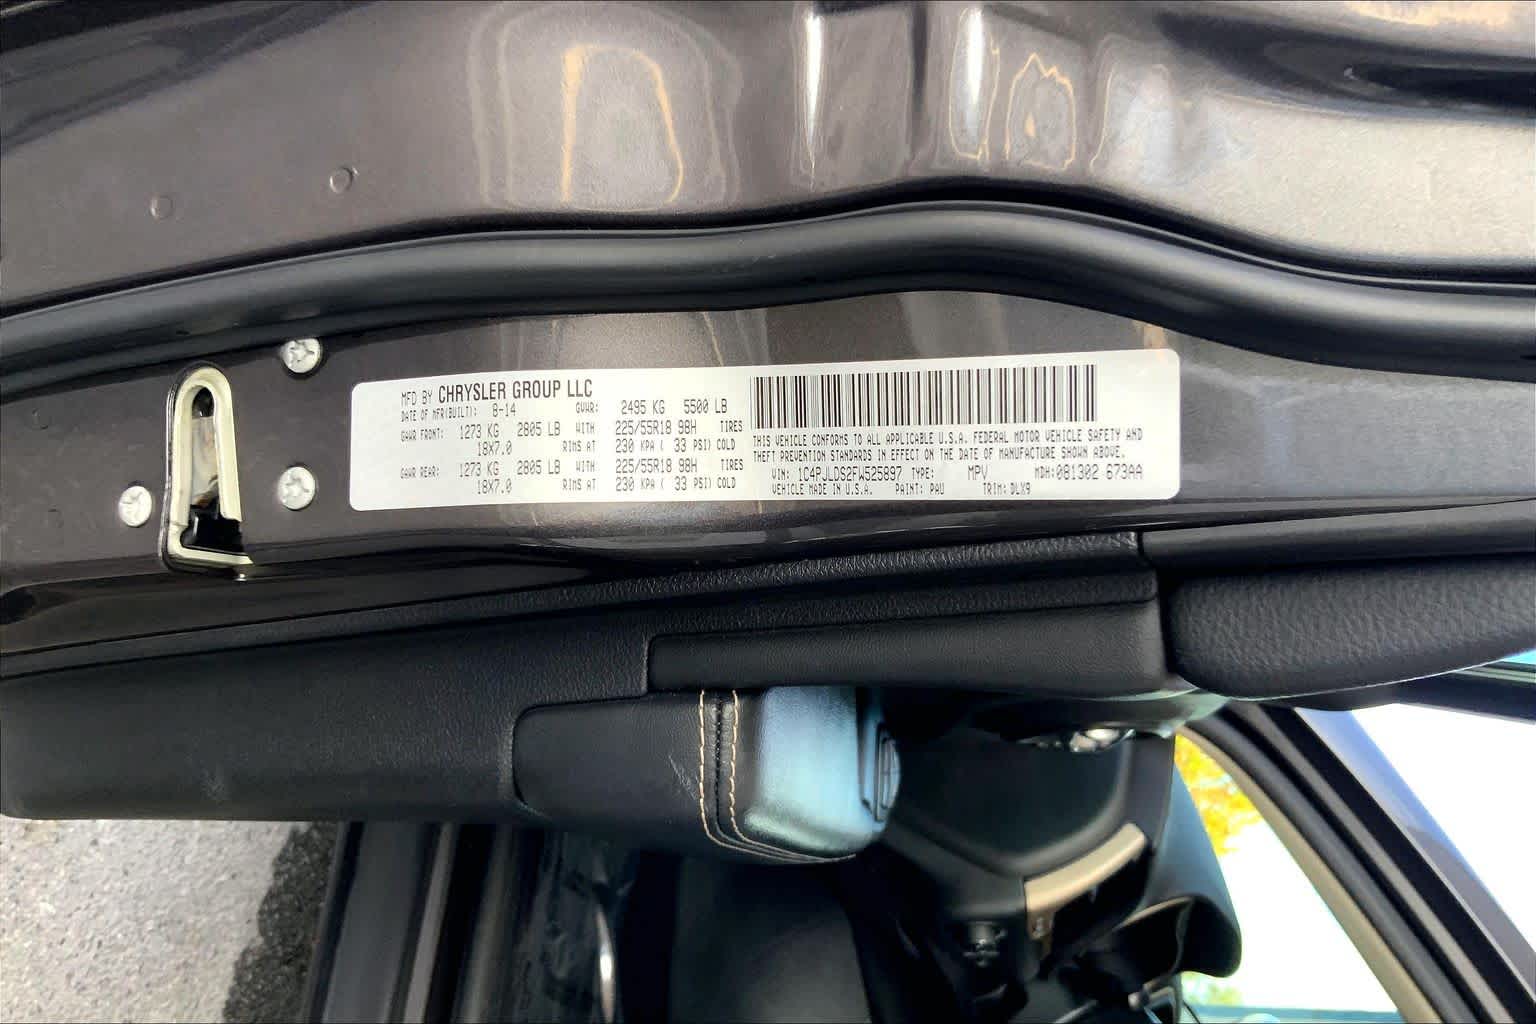 MFD BY CHRYSLER GROUP LLC
DATE OF MFR(BUILT): 8-14 GVWR: 2495 KG 5500 LB
GAWR FRONT: 1273 KG 2805 LB WITH 225/55R18 98H TIRES
18X7.0 RIMS AT 230 KPA ( 33 PSI) COLD
GAWR REAR: 1273 KG 2805 LB WITH 225/55R18 98H TIRES
18X7.0 RIMS AT 230 KPA ( 33 PSI) COLD
THIS VEHICLE CONFORMS TO ALL APPLICABLE U.S.A. FEDERAL MOTOR VEHICLE SAFETY AND
THEFT PREVENTION STANDARDS IN EFFECT ON THE DATE OF MANUFACTURE SHOWN ABOVE.
VIN: 1C4PJLDS2FW525897 TYPE: MPV MDH: 081302 673AA
VEHICLE MADE IN U.S.A. PAINT: PAU TRIM: DLX9